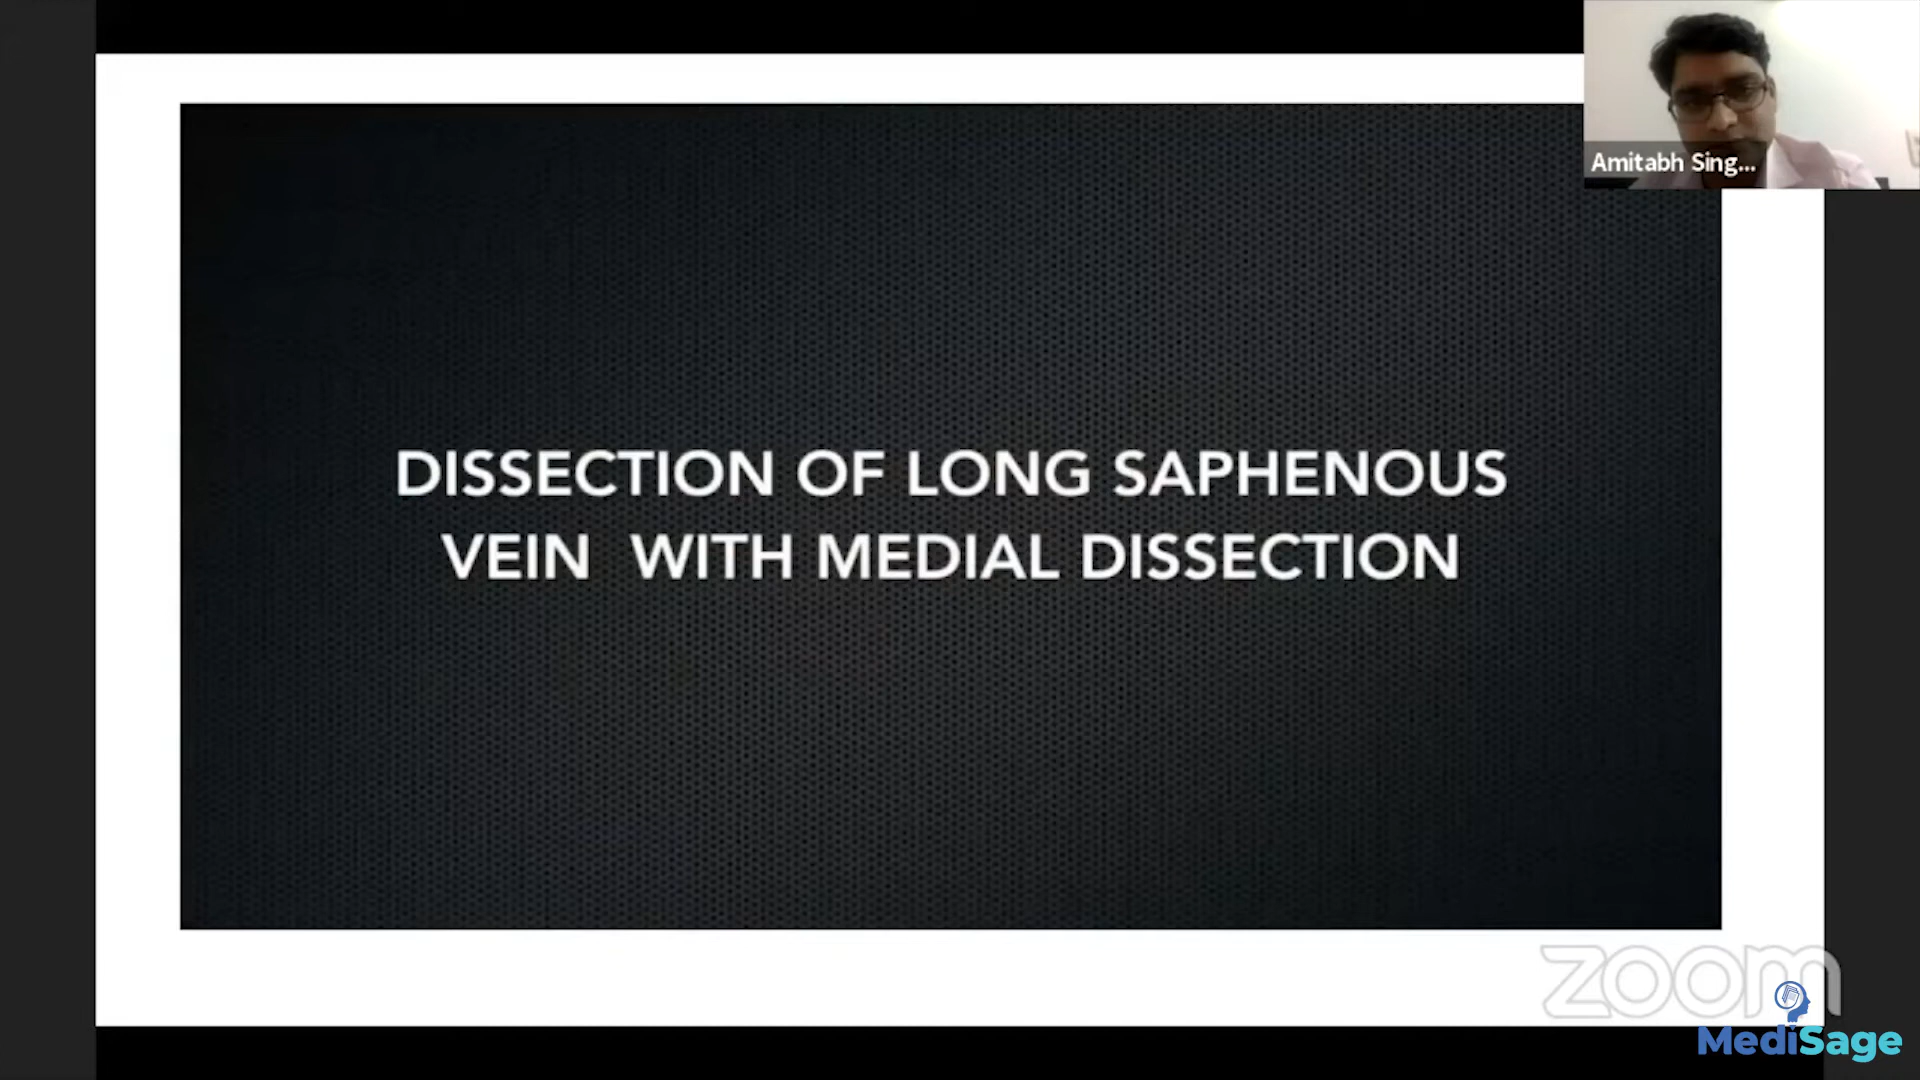 Amitabh Sing...
DISSECTION OF LONG SAPHENOUS
VEIN WITH MEDIAL DISSECTION
zoom
MediSage